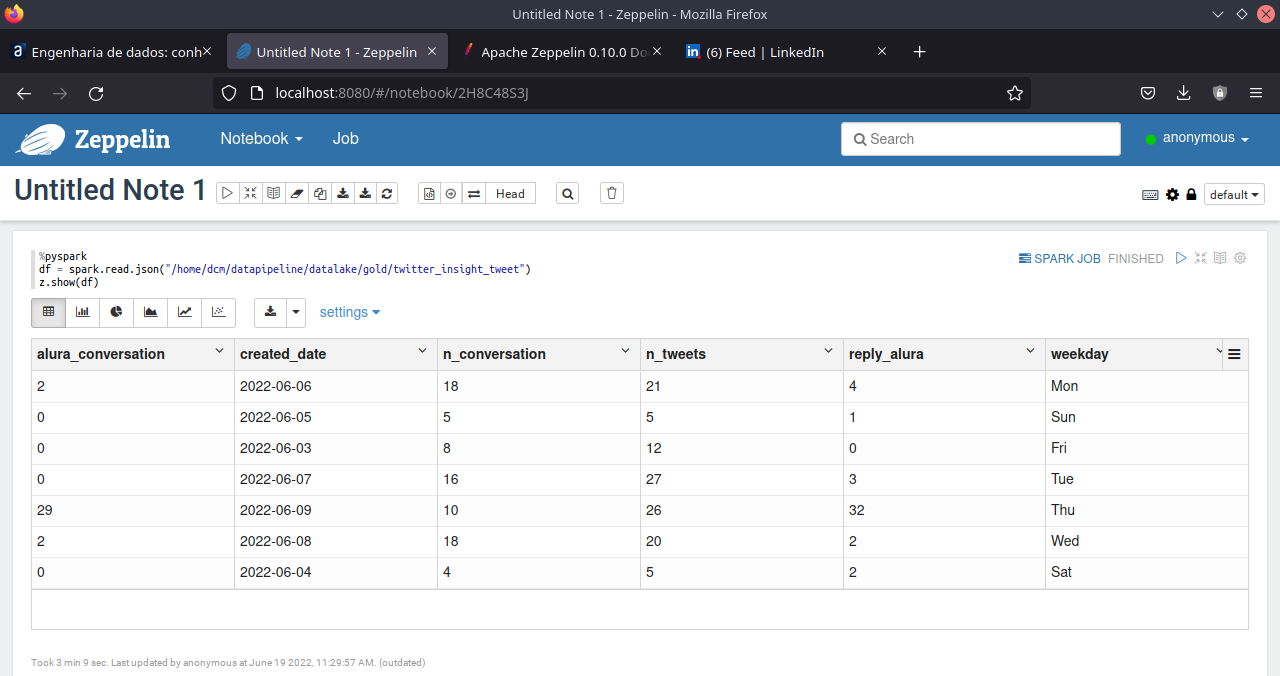 Untitled Note 1 - Zeppelin - Mozilla Firefox
Engenharia de dados: conh
Untitled Note 1 - Zeppelin
Apache Zeppelin 0.10.0 Do
(6) Feed | LinkedIn
localhost:8080/#/notebook/2H8C48S3J
Zeppelin Notebook Job Search anonymous
Untitled Note 1 Head default
%pyspark
df = spark.read.json("/home/dcm/datapipeline/datalake/gold/twitter_insight_tweet")
z.show(df)
SPARK JOB FINISHED
settings
alura_conversation created_date n_conversation n_tweets reply_alura weekday
2 2022-06-06 18 21 4 Mon
0 2022-06-05 5 5 1 Sun
0 2022-06-03 8 12 0 Fri
0 2022-06-07 16 27 3 Tue
29 2022-06-09 10 26 32 Thu
2 2022-06-08 18 20 2 Wed
0 2022-06-04 4 5 2 Sat
Took 3 min 9 sec. Last updated by anonymous at June 19 2022, 11:29:57 AM. (outdated)